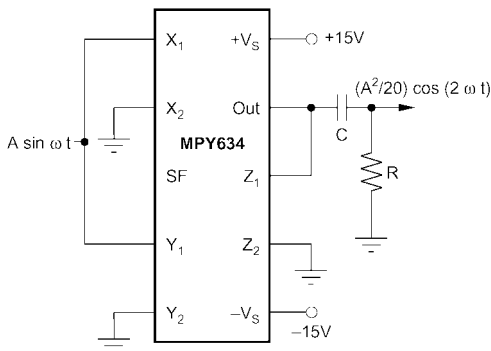 X₁
+Vₛ
+15V
X₂
Out
(A²/20) cos (2 ω t)
C
A sin ω t
MPY634
SF
Z₁
R
Y₁
Z₂
Y₂
–Vₛ
–15V